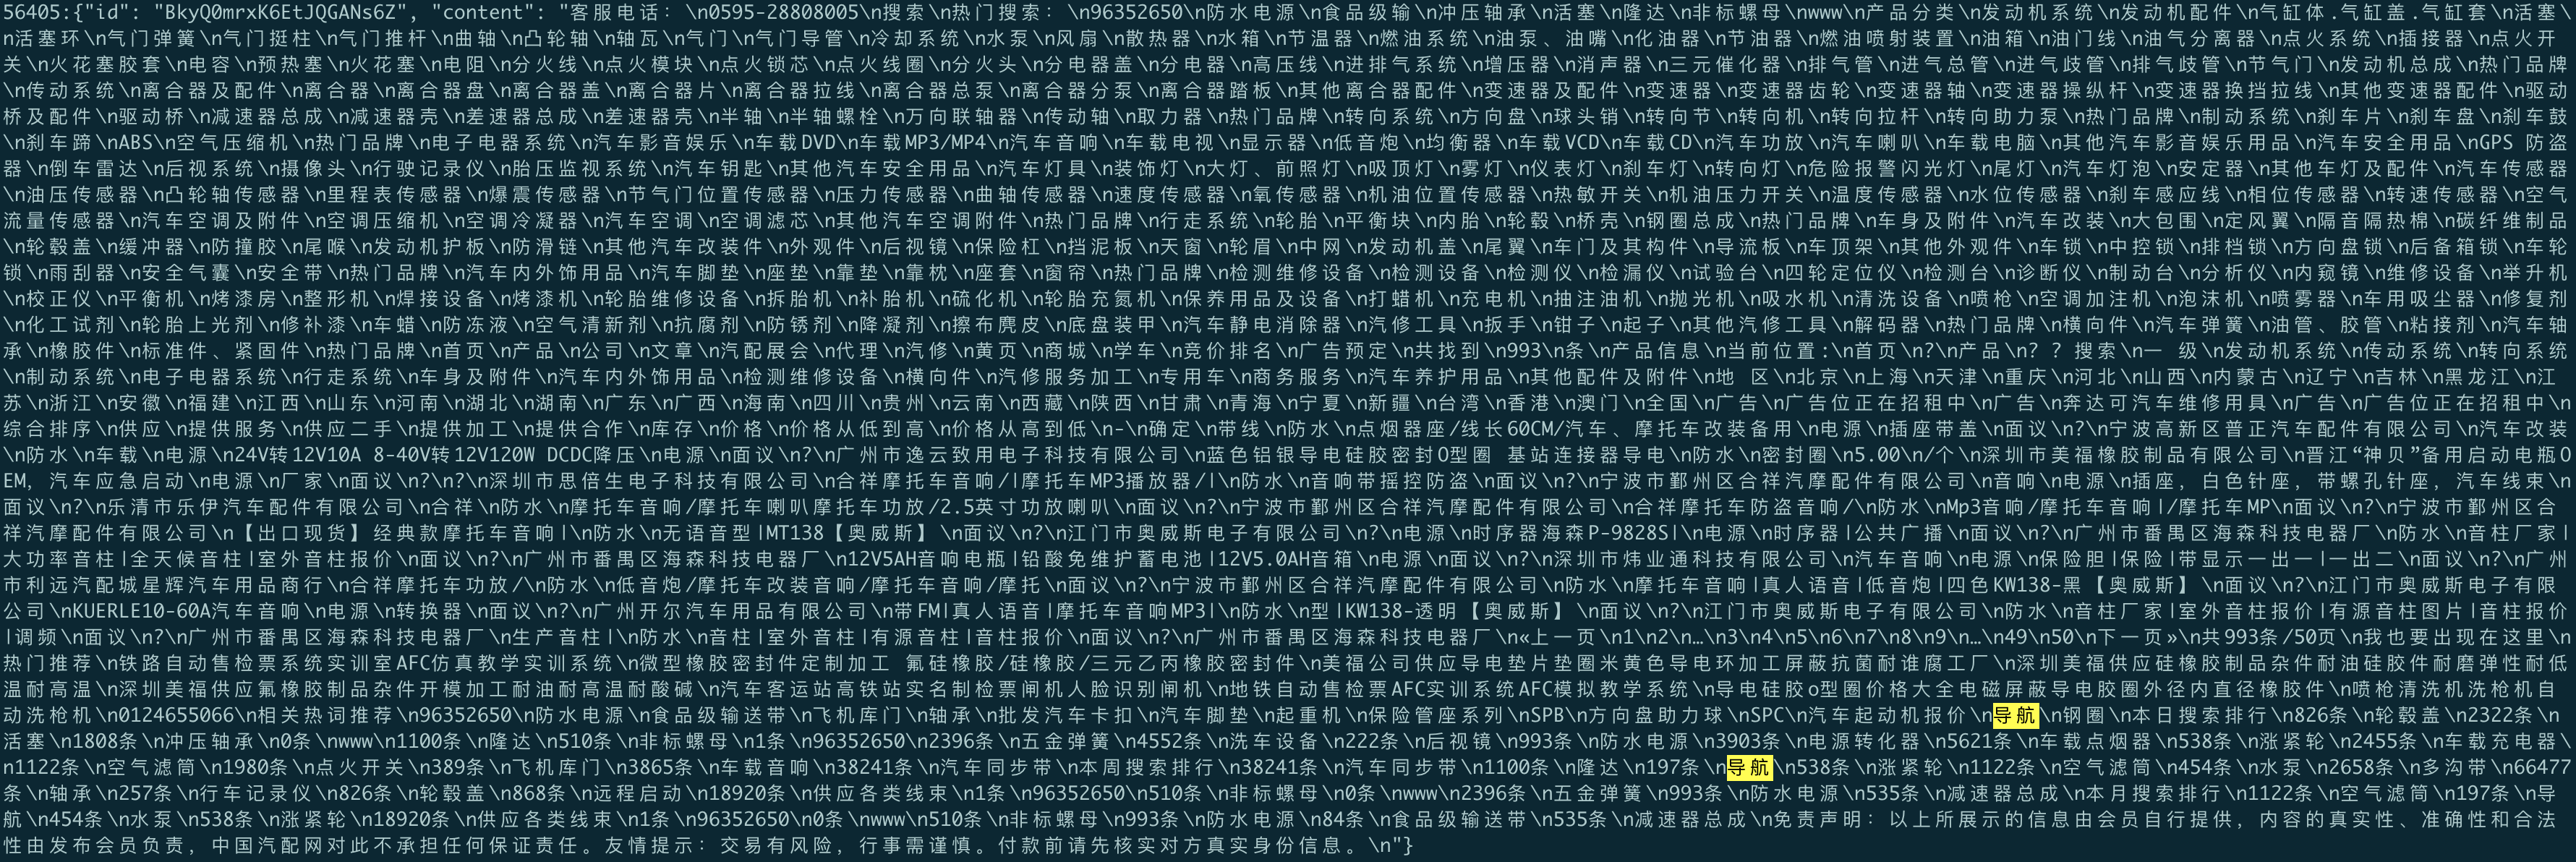 56405:{"id": "BkyQ0mrxK6EtJQGANs6Z", "content": "客服电话： \n0595-28808005\n搜索\n热门搜索： \n96352650\n防水电源\n食品级输\n冲压轴承\n活塞\n隆达\n非标螺母\nwww\n产品分类\n发动机系统\n发动机配件\n气缸体.气缸盖.气缸套\n活塞
\n活塞环\n气门弹簧\n气门挺柱\n气门推杆\n曲轴\n凸轮轴\n轴瓦\n气门\n气门导管\n冷却系统\n水泵\n风扇\n散热器\n水箱\n节温器\n燃油系统\n油泵、油嘴\n化油器\n节油器\n燃油喷射装置\n油箱\n油门线\n油气分离器\n点火系统\n插接器\n点火开
关\n火花塞胶套\n电容\n预热塞\n火花塞\n电阻\n分火线\n点火模块\n点火锁芯\n点火线圈\n分火头\n分电器盖\n分电器\n高压线\n进排气系统\n增压器\n消声器\n三元催化器\n排气管\n进气总管\n进气歧管\n排气歧管\n节气门\n发动机总成\n热门品牌
\n传动系统\n离合器及配件\n离合器\n离合器盘\n离合器盖\n离合器片\n离合器拉线\n离合器总泵\n离合器分泵\n离合器踏板\n其他离合器配件\n变速器及配件\n变速器\n变速器齿轮\n变速器轴\n变速器操纵杆\n变速器换挡拉线\n其他变速器配件\n驱动
桥及配件\n驱动桥\n减速器总成\n减速器壳\n差速器总成\n差速器壳\n半轴\n半轴螺栓\n万向联轴器\n传动轴\n取力器\n热门品牌\n转向系统\n方向盘\n球头销\n转向节\n转向机\n转向拉杆\n转向助力泵\n热门品牌\n制动系统\n刹车片\n刹车盘\n刹车鼓
\n刹车蹄\nABS\n空气压缩机\n热门品牌\n电子电器系统\n汽车影音娱乐\n车载DVD\n车载MP3/MP4\n汽车音响\n车载电视\n显示器\n低音炮\n均衡器\n车载VCD\n车载CD\n汽车功放\n汽车喇叭\n车载电脑\n其他汽车影音娱乐用品\n汽车安全用品\nGPS 防盗
器\n倒车雷达\n后视系统\n摄像头\n行驶记录仪\n胎压监视系统\n汽车钥匙\n其他汽车安全用品\n汽车灯具\n装饰灯\n大灯、前照灯\n吸顶灯\n雾灯\n仪表灯\n刹车灯\n转向灯\n危险报警闪光灯\n尾灯\n汽车灯泡\n安定器\n其他车灯及配件\n汽车传感器
\n油压传感器\n凸轮轴传感器\n里程表传感器\n爆震传感器\n节气门位置传感器\n压力传感器\n曲轴传感器\n速度传感器\n氧传感器\n机油位置传感器\n热敏开关\n机油压力开关\n温度传感器\n水位传感器\n刹车感应线\n相位传感器\n转速传感器\n空气
流量传感器\n汽车空调及附件\n空调压缩机\n空调冷凝器\n汽车空调\n空调滤芯\n其他汽车空调附件\n热门品牌\n行走系统\n轮胎\n平衡块\n内胎\n轮毂\n桥壳\n钢圈总成\n热门品牌\n车身及附件\n汽车改装\n大包围\n定风翼\n隔音隔热棉\n碳纤维制品
\n轮毂盖\n缓冲器\n防撞胶\n尾喉\n发动机护板\n防滑链\n其他汽车改装件\n外观件\n后视镜\n保险杠\n挡泥板\n天窗\n轮眉\n中网\n发动机盖\n尾翼\n车门及其构件\n导流板\n车顶架\n其他外观件\n车锁\n中控锁\n排档锁\n方向盘锁\n后备箱锁\n车轮
锁\n雨刮器\n安全气囊\n安全带\n热门品牌\n汽车内外饰用品\n汽车脚垫\n座垫\n靠垫\n靠枕\n座套\n窗帘\n热门品牌\n检测维修设备\n检测设备\n检测仪\n检漏仪\n试验台\n四轮定位仪\n检测台\n诊断仪\n制动台\n分析仪\n内窥镜\n维修设备\n举升机
\n校正仪\n平衡机\n烤漆房\n整形机\n焊接设备\n烤漆机\n轮胎维修设备\n拆胎机\n补胎机\n硫化机\n轮胎充氮机\n保养用品及设备\n打蜡机\n充电机\n抽注油机\n抛光机\n吸水机\n清洗设备\n喷枪\n空调加注机\n泡沫机\n喷雾器\n车用吸尘器\n修复剂
\n化工试剂\n轮胎上光剂\n修补漆\n车蜡\n防冻液\n空气清新剂\n抗腐剂\n防锈剂\n降凝剂\n擦布麂皮\n底盘装甲\n汽车静电消除器\n汽修工具\n扳手\n钳子\n起子\n其他汽修工具\n解码器\n热门品牌\n横向件\n汽车弹簧\n油管、胶管\n粘接剂\n汽车轴
承\n橡胶件\n标准件、紧固件\n热门品牌\n首页\n产品\n公司\n文章\n汽配展会\n代理\n汽修\n黄页\n商城\n学车\n竞价排名\n广告预定\n共找到\n993\n条\n产品信息\n当前位置:\n首页\n?\n产品\n? ? 搜索\n一 级\n发动机系统\n传动系统\n转向系统
\n制动系统\n电子电器系统\n行走系统\n车身及附件\n汽车内外饰用品\n检测维修设备\n横向件\n汽修服务加工\n专用车\n商务服务\n汽车养护用品\n其他配件及附件\n地 区\n北京\n上海\n天津\n重庆\n河北\n山西\n内蒙古\n辽宁\n吉林\n黑龙江\n江
苏\n浙江\n安徽\n福建\n江西\n山东\n河南\n湖北\n湖南\n广东\n广西\n海南\n四川\n贵州\n云南\n西藏\n陕西\n甘肃\n青海\n宁夏\n新疆\n台湾\n香港\n澳门\n全国\n广告\n广告位正在招租中\n广告\n奔达可汽车维修用具\n广告\n广告位正在招租中\n
综合排序\n供应\n提供服务\n供应二手\n提供加工\n提供合作\n库存\n价格\n价格从低到高\n价格从高到低\n-\n确定\n带线\n防水\n点烟器座/线长60CM/汽车、摩托车改装备用\n电源\n插座带盖\n面议\n?\n宁波高新区普正汽车配件有限公司\n汽车改装
\n防水\n车载\n电源\n24V转12V10A 8-40V转12V120W DCDC降压\n电源\n面议\n?\n广州市逸云致用电子科技有限公司\n蓝色铝银导电硅胶密封O型圈 基站连接器导电\n防水\n密封圈\n5.00\n/个\n深圳市美福橡胶制品有限公司\n晋江“神贝”备用启动电瓶O
EM, 汽车应急启动\n电源\n厂家\n面议\n?\n?\n深圳市思倍生电子科技有限公司\n合祥摩托车音响/|摩托车MP3播放器/|\n防水\n音响带摇控防盗\n面议\n?\n宁波市鄞州区合祥汽摩配件有限公司\n音响\n电源\n插座, 白色针座, 带螺孔针座, 汽车线束\n
面议\n?\n乐清市乐伊汽车配件有限公司\n合祥\n防水\n摩托车音响/摩托车喇叭摩托车功放/2.5英寸功放喇叭\n面议\n?\n宁波市鄞州区合祥汽摩配件有限公司\n合祥摩托车防盗音响/\n防水\nMp3音响/摩托车音响|/摩托车MP\n面议\n?\n宁波市鄞州区合
祥汽摩配件有限公司\n【出口现货】经典款摩托车音响|\n防水\n无语音型|MT138【奥威斯】 \n面议\n?\n江门市奥威斯电子有限公司\n?\n电源\n时序器海森P-9828S|\n电源\n时序器|公共广播\n面议\n?\n广州市番禺区海森科技电器厂\n防水\n音柱厂家|
大功率音柱|全天候音柱|室外音柱报价\n面议\n?\n广州市番禺区海森科技电器厂\n12V5AH音响电瓶|铅酸免维护蓄电池|12V5.0AH音箱\n电源\n面议\n?\n深圳市炜业通科技有限公司\n汽车音响\n电源\n保险胆|保险|带显示一出一|一出二\n面议\n?\n广州
市利远汽配城星辉汽车用品商行\n合祥摩托车功放/\n防水\n低音炮/摩托车改装音响/摩托车音响/摩托\n面议\n?\n宁波市鄞州区合祥汽摩配件有限公司\n防水\n摩托车音响|真人语音|低音炮|四色KW138-黑【奥威斯】 \n面议\n?\n江门市奥威斯电子有限
公司\nKUERLE10-60A汽车音响\n电源\n转换器\n面议\n?\n广州开尔汽车用品有限公司\n带FM|真人语音|摩托车音响MP3|\n防水\n型|KW138-透明【奥威斯】 \n面议\n?\n江门市奥威斯电子有限公司\n防水\n音柱厂家|室外音柱报价|有源音柱图片|音柱报价
|调频\n面议\n?\n广州市番禺区海森科技电器厂\n生产音柱|\n防水\n音柱|室外音柱|有源音柱|音柱报价\n面议\n?\n广州市番禺区海森科技电器厂\n«上一页\n1\n2\n…\n3\n4\n5\n6\n7\n8\n9\n…\n49\n50\n下一页»\n共993条/50页\n我也要出现在这里\n
热门推荐\n铁路自动售检票系统实训室AFC仿真教学实训系统\n微型橡胶密封件定制加工 氟硅橡胶/硅橡胶/三元乙丙橡胶密封件\n美福公司供应导电垫片垫圈米黄色导电环加工屏蔽抗菌耐谁腐工厂\n深圳美福供应硅橡胶制品杂件耐油硅胶件耐磨弹性耐低
温耐高温\n深圳美福供应氟橡胶制品杂件开模加工耐油耐高温耐酸碱\n汽车客运站高铁站实名制检票闸机人脸识别闸机\n地铁自动售检票AFC实训系统AFC模拟教学系统\n导电硅胶o型圈价格大全电磁屏蔽导电胶圈外径内直径橡胶件\n喷枪清洗机洗枪机自
动洗枪机\n0124655066\n相关热词推荐\n96352650\n防水电源\n食品级输送带\n飞机库门\n轴承\n批发汽车卡扣\n汽车脚垫\n起重机\n保险管座系列\nSPB\n方向盘助力球\nSPC\n汽车起动机报价\n导航\n钢圈\n本日搜索排行\n826条\n轮毂盖\n2322条\n
活塞\n1808条\n冲压轴承\n0条\nwww\n1100条\n隆达\n510条\n非标螺母\n1条\n96352650\n2396条\n五金弹簧\n4552条\n洗车设备\n222条\n后视镜\n993条\n防水电源\n3903条\n电源转化器\n5621条\n车载点烟器\n538条\n涨紧轮\n2455条\n车载充电器
\n1122条\n空气滤筒\n1980条\n点火开关\n389条\n飞机库门\n3865条\n车载音响\n38241条\n汽车同步带\n本周搜索排行\n38241条\n汽车同步带\n1100条\n隆达\n197条\n导航\n538条\n涨紧轮\n1122条\n空气滤筒\n454条\n水泵\n2658条\n多沟带\n66477
条\n轴承\n257条\n行车记录仪\n826条\n轮毂盖\n868条\n远程启动\n18920条\n供应各类线束\n1条\n96352650\n510条\n非标螺母\n0条\nwww\n2396条\n五金弹簧\n993条\n防水电源\n535条\n减速器总成\n本月搜索排行\n1122条\n空气滤筒\n197条\n导
航\n454条\n水泵\n538条\n涨紧轮\n18920条\n供应各类线束\n1条\n96352650\n0条\nwww\n510条\n非标螺母\n993条\n防水电源\n84条\n食品级输送带\n535条\n减速器总成\n免责声明: 以上所展示的信息由会员自行提供, 内容的真实性、准确性和合法
性由发布会员负责, 中国汽配网对此不承担任何保证责任。友情提示: 交易有风险, 行事需谨慎。付款前请先核实对方真实身份信息。\n"}